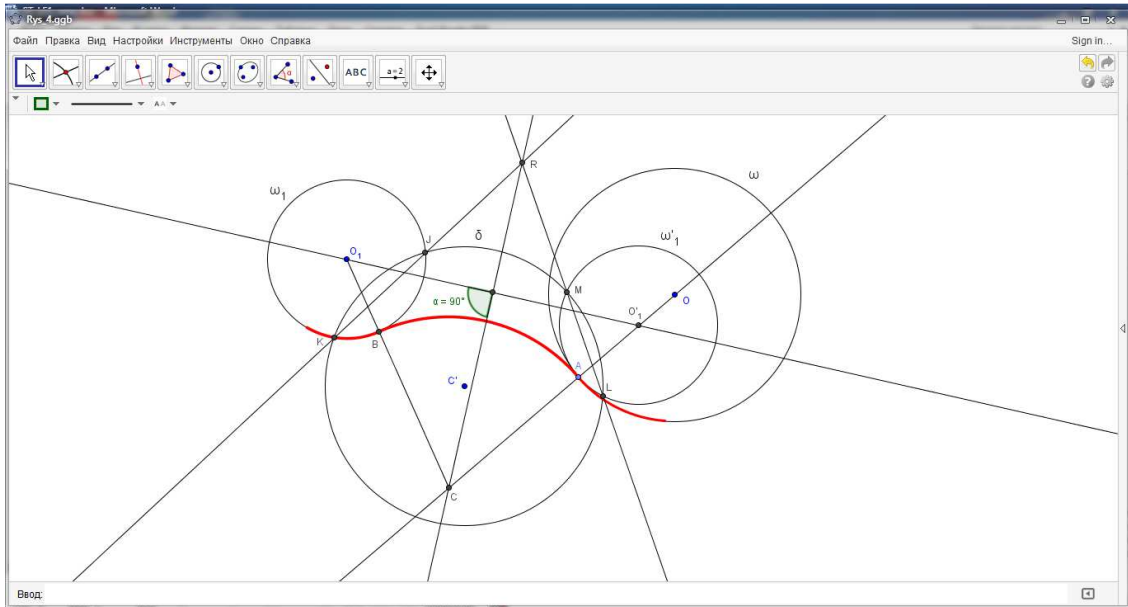 Rys_4.ggb
Файл Правка Вид Настройки Инструменты Окно Справка
Sign in...
ABC
a=2
α
A A
R
ω
ω1
J
δ
ω'1
O1
M
α = 90°
O
O'1
K
B
A
C'
L
C
Ввод: